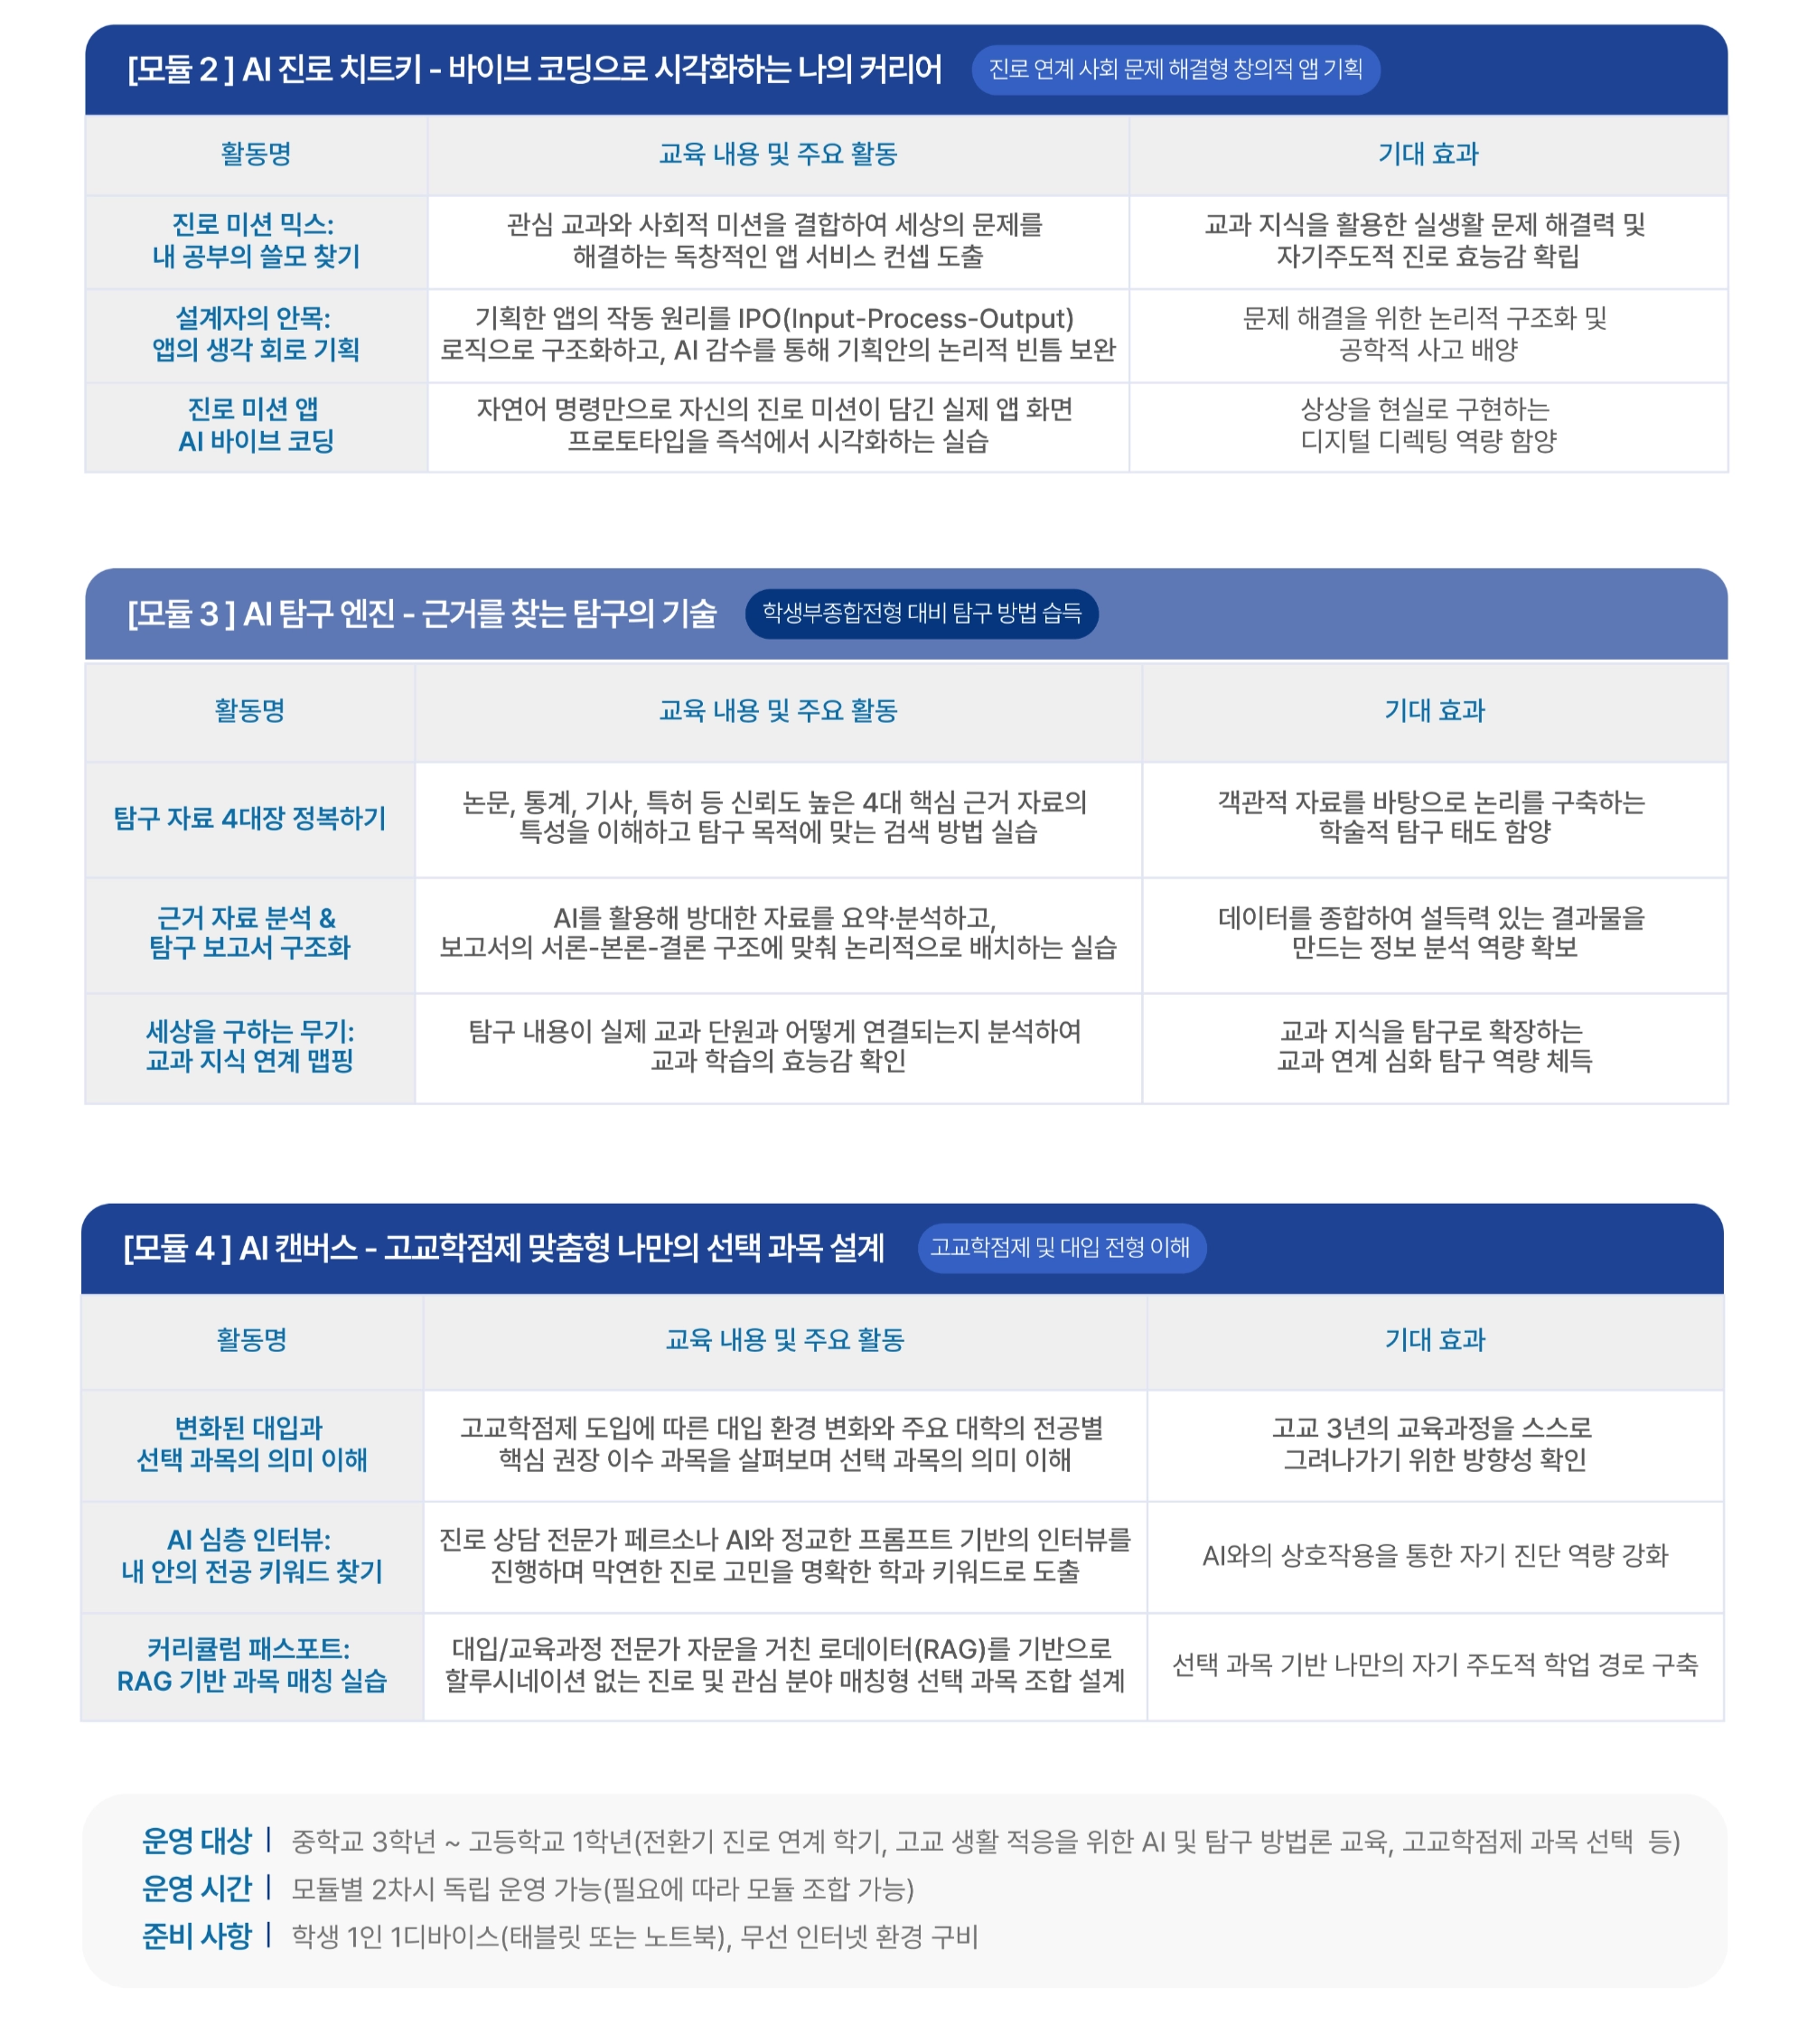 [모듈 2 ] AI 진로 치트키 - 바이브 코딩으로 시각화하는 나의 커리어
진로 연계 사회 문제 해결형 창의적 앱 기획
활동명
교육 내용 및 주요 활동
기대 효과
진로 미션 믹스:
내 공부의 쓸모 찾기
관심 교과와 사회적 미션을 결합하여 세상의 문제를
해결하는 독창적인 앱 서비스 컨셉 도출
교과 지식을 활용한 실생활 문제 해결력 및
자기주도적 진로 효능감 확립
설계자의 안목:
앱의 생각 회로 기획
기획한 앱의 작동 원리를 IPO(Input-Process-Output)
로직으로 구조화하고, AI 감수를 통해 기획안의 논리적 빈틈 보완
문제 해결을 위한 논리적 구조화 및
공학적 사고 배양
진로 미션 앱
AI 바이브 코딩
자연어 명령만으로 자신의 진로 미션이 담긴 실제 앱 화면
프로토타입을 즉석에서 시각화하는 실습
상상을 현실로 구현하는
디지털 디렉팅 역량 함양
[모듈 3 ] AI 탐구 엔진 - 근거를 찾는 탐구의 기술
학생부종합전형 대비 탐구 방법 습득
활동명
교육 내용 및 주요 활동
기대 효과
탐구 자료 4대장 정복하기
논문, 통계, 기사, 특허 등 신뢰도 높은 4대 핵심 근거 자료의
특성을 이해하고 탐구 목적에 맞는 검색 방법 실습
객관적 자료를 바탕으로 논리를 구축하는
학술적 탐구 태도 함양
근거 자료 분석 &
탐구 보고서 구조화
AI를 활용해 방대한 자료를 요약·분석하고,
보고서의 서론-본론-결론 구조에 맞춰 논리적으로 배치하는 실습
데이터를 종합하여 설득력 있는 결과물을
만드는 정보 분석 역량 확보
세상을 구하는 무기:
교과 지식 연계 맵핑
탐구 내용이 실제 교과 단원과 어떻게 연결되는지 분석하여
교과 학습의 효능감 확인
교과 지식을 탐구로 확장하는
교과 연계 심화 탐구 역량 체득
[모듈 4 ] AI 캔버스 - 고교학점제 맞춤형 나만의 선택 과목 설계
고교학점제 및 대입 전형 이해
활동명
교육 내용 및 주요 활동
기대 효과
변화된 대입과
선택 과목의 의미 이해
고교학점제 도입에 따른 대입 환경 변화와 주요 대학의 전공별
핵심 권장 이수 과목을 살펴보며 선택 과목의 의미 이해
고교 3년의 교육과정을 스스로
그려나가기 위한 방향성 확인
AI 심층 인터뷰:
내 안의 전공 키워드 찾기
진로 상담 전문가 페르소나 AI와 정교한 프롬프트 기반의 인터뷰를
진행하며 막연한 진로 고민을 명확한 학과 키워드로 도출
AI와의 상호작용을 통한 자기 진단 역량 강화
커리큘럼 패스포트:
RAG 기반 과목 매칭 실습
대입/교육과정 전문가 자문을 거친 로데이터(RAG)를 기반으로
할루시네이션 없는 진로 및 관심 분야 매칭형 선택 과목 조합 설계
선택 과목 기반 나만의 자기 주도적 학업 경로 구축
운영 대상 | 중학교 3학년 ~ 고등학교 1학년(전환기 진로 연계 학기, 고교 생활 적응을 위한 AI 및 탐구 방법론 교육, 고교학점제 과목 선택 등)
운영 시간 | 모듈별 2차시 독립 운영 가능(필요에 따라 모듈 조합 가능)
준비 사항 | 학생 1인 1디바이스(태블릿 또는 노트북), 무선 인터넷 환경 구비